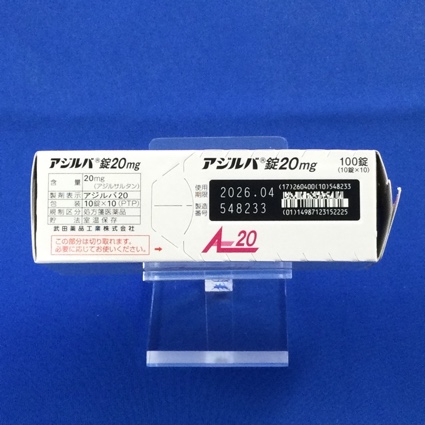 アジルバ®錠20mg
含 量 20mg
(アジルサルタン)
製剤表示 アジルバ20
包 装 10錠×10(PTP)
規制区分 処方箋医薬品
貯 法 室温保存
武田薬品工業株式会社
この部分は切り取れます。
必要に応じてお使いください。
アジルバ®錠20mg
100錠
(10錠×10)
使用
期限 2026.04
製造
番号 548233
(17)260400(10)548233
(01)14987123152225
A-20